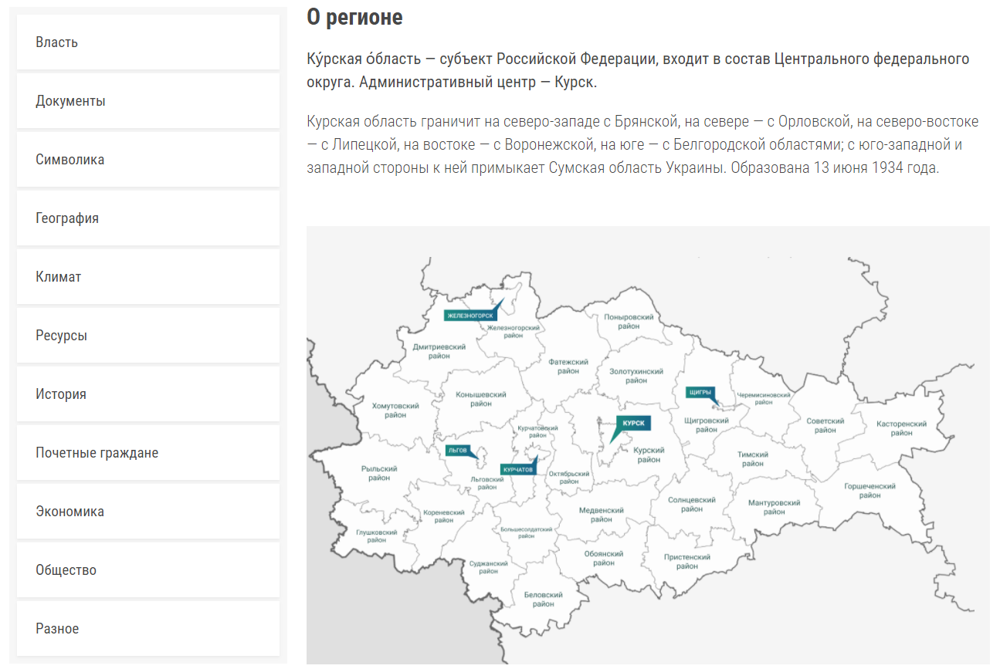 Власть
Документы
Символика
География
Климат
Ресурсы
История
Почетные граждане
Экономика
Общество
Разное
О регионе
Ку́рская о́бласть — субъект Российской Федерации, входит в состав Центрального федерального
округа. Административный центр — Курск.
Курская область граничит на северо-западе с Брянской, на севере — с Орловской, на северо-востоке
— с Липецкой, на востоке — с Воронежской, на юге — с Белгородской областями; с юго-западной и
западной стороны к ней примыкает Сумская область Украины. Образована 13 июня 1934 года.
ЖЕЛЕЗНОГОРСК
Железногорский
район
Поныровский
район
Дмитриевский
район
Фатежский
район
Золотухинский
район
Конышевский
район
Хомутовский
район
ЩИГРЫ
Черемисиновский
район
Щигровский
район
Советский
район
Касторенский
район
КУРСК
Курчатовский
район
Курский
район
ЛЬГОВ
КУРЧАТОВ
Тимский
район
Рыльский
район
Льговский
район
Октябрьский
район
Горшеченский
район
Солнцевский
район
Мантуровский
район
Кореневский
район
Медвенский
район
Глушковский
район
Большесолдатский
район
Обоянский
район
Пристенский
район
Суджанский
район
Беловский
район